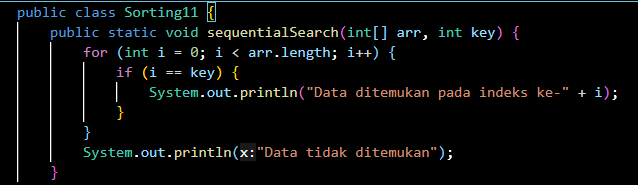 public class Sorting11 {
    public static void sequentialSearch(int[] arr, int key) {
        for (int i = 0; i < arr.length; i++) {
            if (i == key) {
                System.out.println("Data ditemukan pada indeks ke-" + i);
            }
        }
        System.out.println(x:"Data tidak ditemukan");
    }